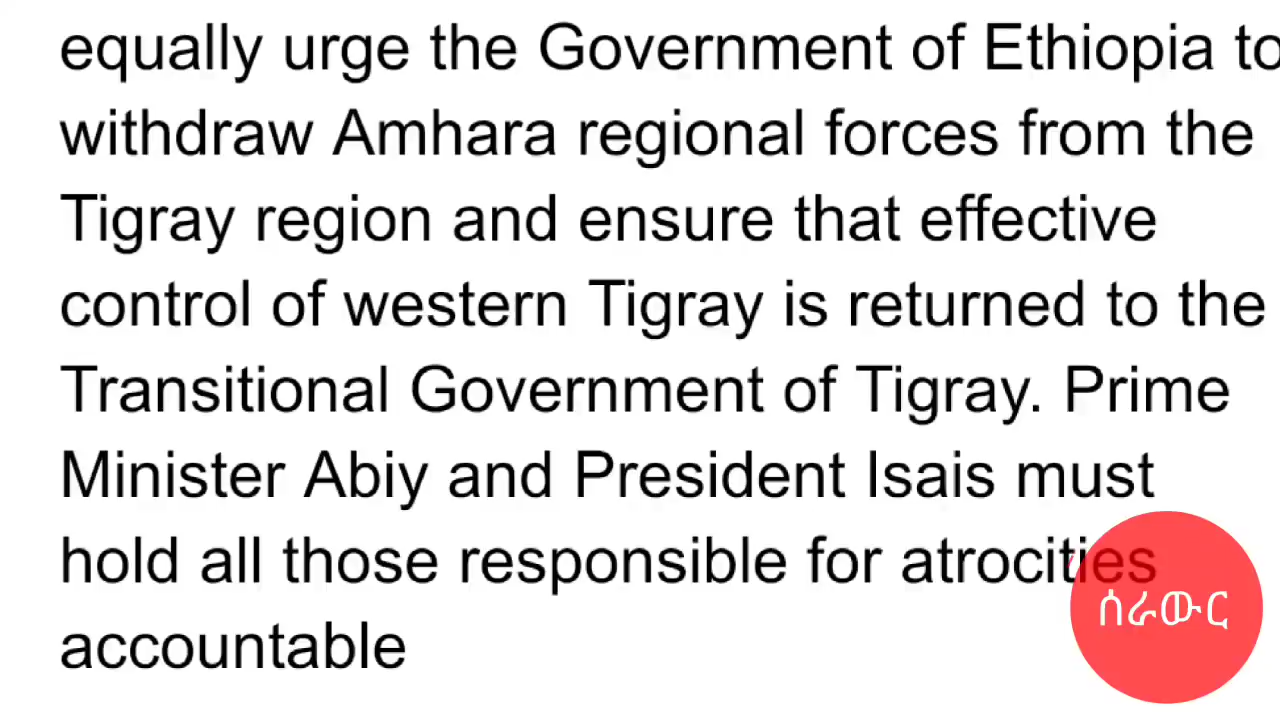 equally urge the Government of Ethiopia to
withdraw Amhara regional forces from the
Tigray region and ensure that effective
control of western Tigray is returned to the
Transitional Government of Tigray. Prime
Minister Abiy and President Isais must
hold all those responsible for atrocities
accountable
ሰራውር